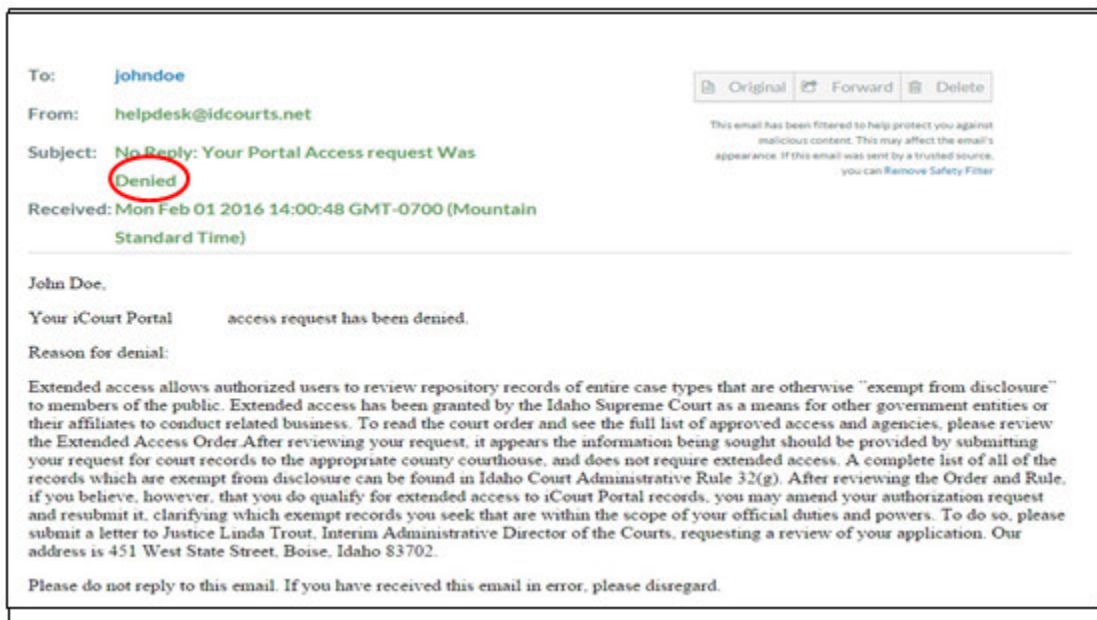 To: johndoe
Original Forward Delete
From: helpdesk@idcourts.net
This email has been filtered to help protect you against
malicious content. This may affect the email's
appearance. If this email was sent by a trusted source,
you can Remove Safety Filter
Subject: No Reply: Your Portal Access request Was
Denied
Received: Mon Feb 01 2016 14:00:48 GMT-0700 (Mountain
Standard Time)
John Doe,
Your iCourt Portal access request has been denied.
Reason for denial:
Extended access allows authorized users to review repository records of entire case types that are otherwise "exempt from disclosure"
to members of the public. Extended access has been granted by the Idaho Supreme Court as a means for other government entities or
their affiliates to conduct related business. To read the court order and see the full list of approved access and agencies, please review
the Extended Access Order.After reviewing your request, it appears the information being sought should be provided by submitting
your request for court records to the appropriate county courthouse, and does not require extended access. A complete list of all of the
records which are exempt from disclosure can be found in Idaho Court Administrative Rule 32(g). After reviewing the Order and Rule,
if you believe, however, that you do qualify for extended access to iCourt Portal records, you may amend your authorization request
and resubmit it, clarifying which exempt records you seek that are within the scope of your official duties and powers. To do so, please
submit a letter to Justice Linda Trout, Interim Administrative Director of the Courts, requesting a review of your application. Our
address is 451 West State Street, Boise, Idaho 83702.
Please do not reply to this email. If you have received this email in error, please disregard.